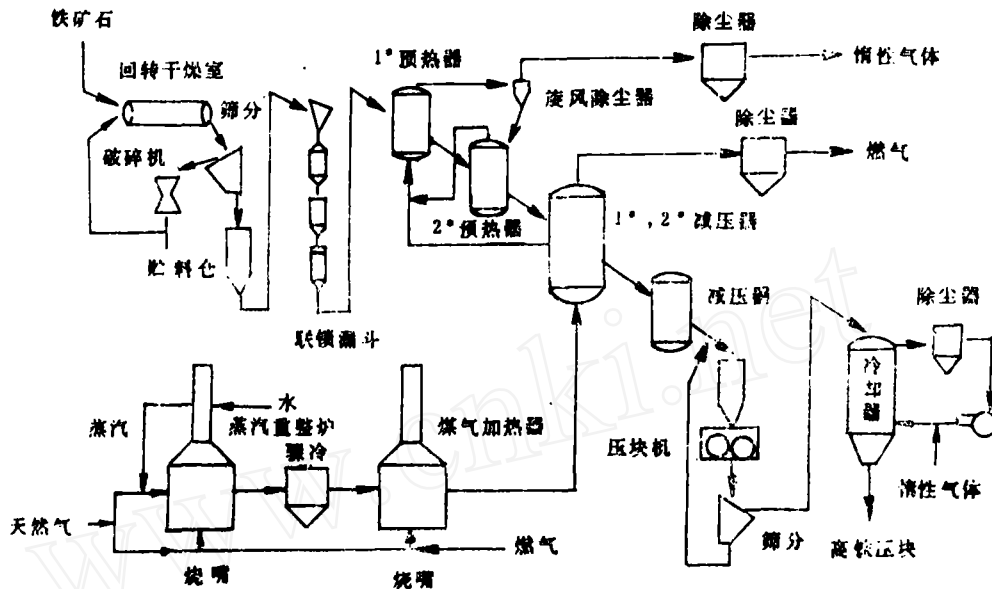 铁矿石
除尘器
惰性气体
1°预热器
回转干燥室
筛分
旋风除尘器
除尘器
燃气
破碎机
2°预热器
1°,2°减压器
贮料仓
减压锅
除尘器
联锁漏斗
冷却器
水
蒸汽
蒸汽重整炉
骤冷
煤气加热器
压块机
惰性气体
天然气
燃气
筛分
高铁压块
烧嘴
烧嘴
www.cnki.net